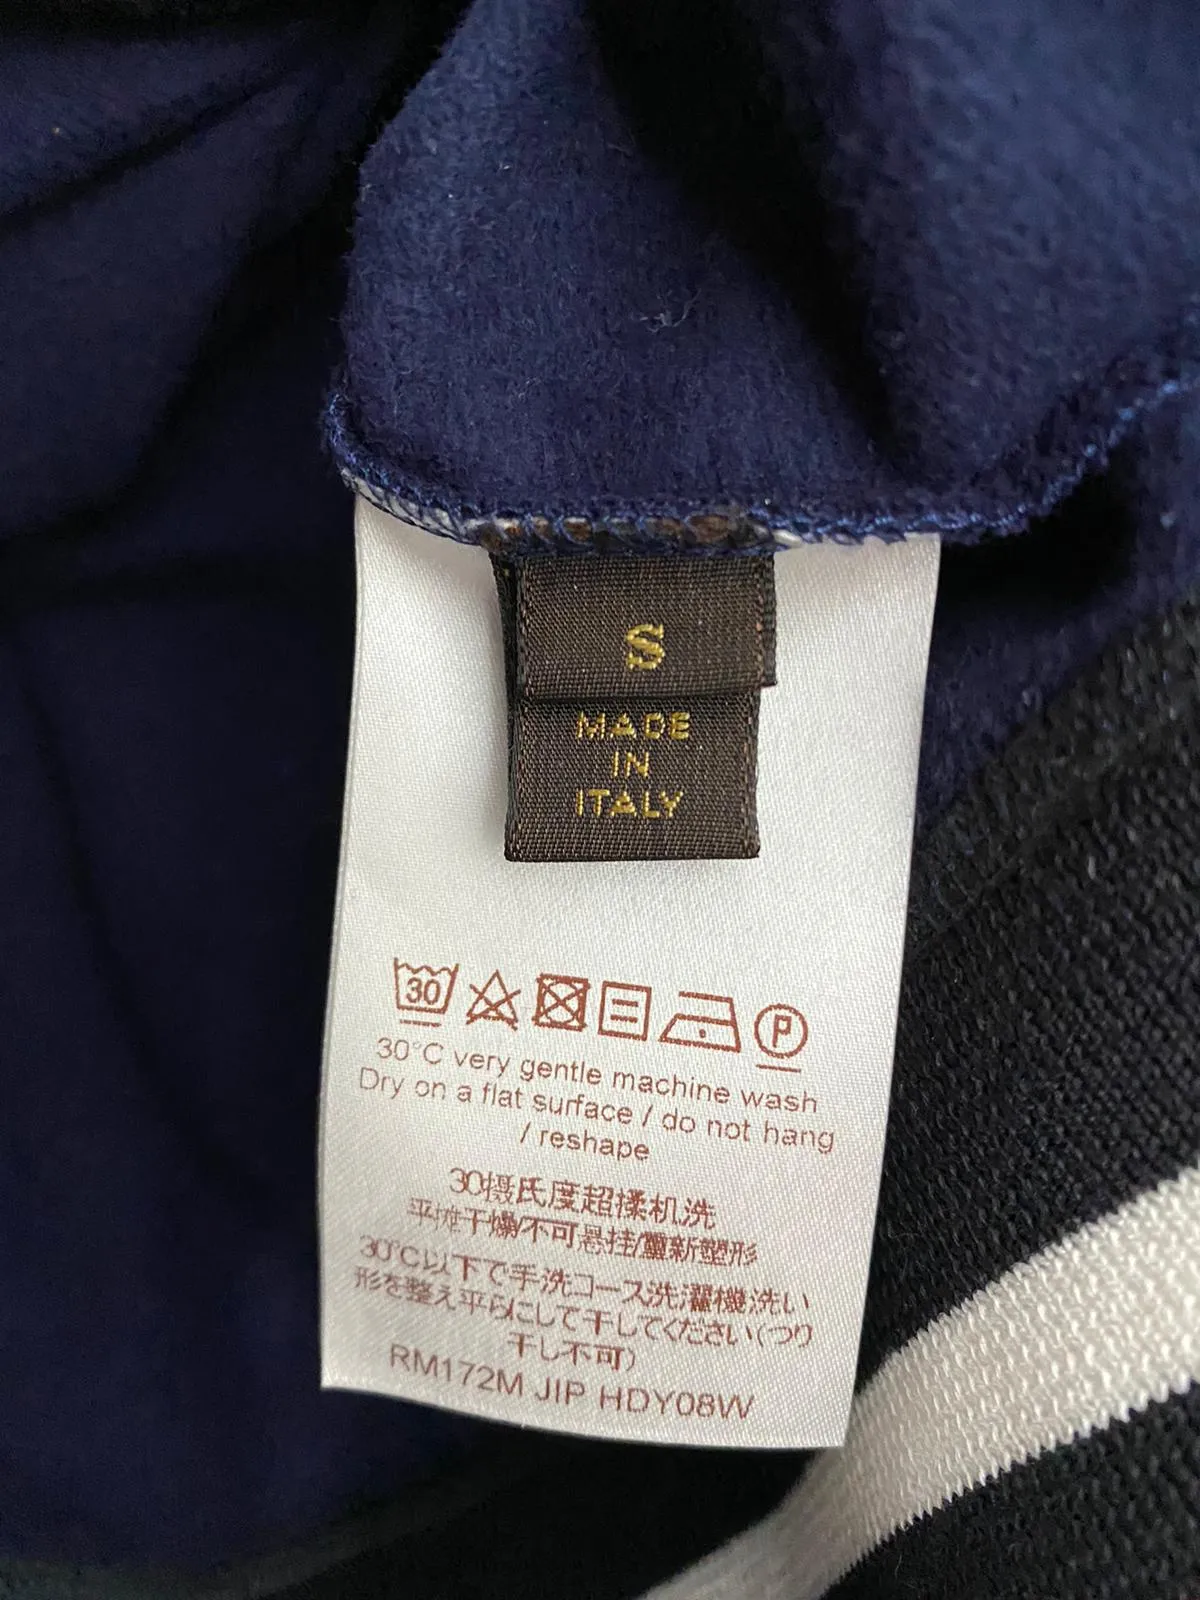 S
MADE
IN
ITALY
30
P
30°C very gentle machine wash
Dry on a flat surface / do not hang
/ reshape
30摄氏度超揉机洗
平摊干燥/不可悬挂/重新塑形
30℃以下で手洗コース洗濯機洗い
形を整え平らにして干してください(つり
干し不可)
RM172M JIP HDY08W